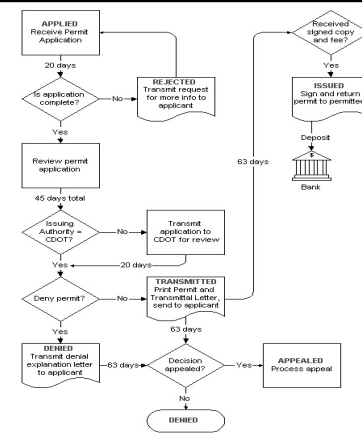 APPLIED
Receive Permit
Application
20 days
Is application
complete?
No
REJECTED
Transmit request
for more info to
applicant
Yes
Review permit
application
45 days total
Issuing
Authority =
CDOT?
No
Transmit
application to
CDOT for review
Yes
20 days
Deny permit?
No
TRANSMITTED
Print Permit and
Transmittal Letter,
send to applicant
63 days
Received
signed copy
and fee?
Yes
ISSUED
Sign and return
permit to permittee
Deposit
$
Bank
Yes
63 days
DENIED
Transmit denial
explanation letter
to applicant
63 days
Decision
appealed?
Yes
APPEALED
Process appeal
No
DENIED